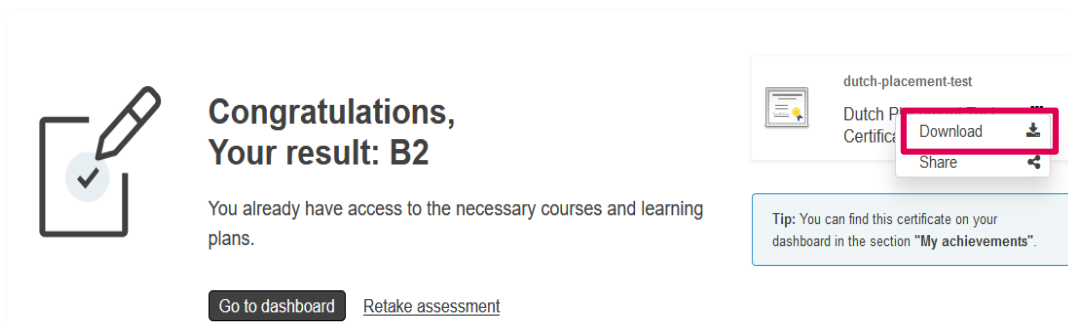 Congratulations,
Your result: B2
You already have access to the necessary courses and learning
plans.
Go to dashboard
Retake assessment
dutch-placement-test
Dutch
Download
Share
Tip: You can find this certificate on your
dashboard in the section "My achievements".